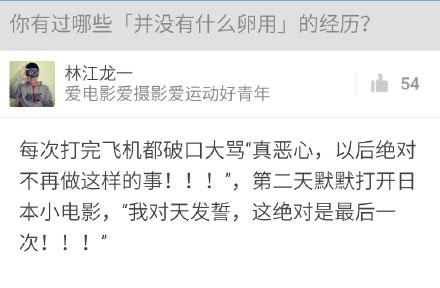 你有过哪些「并没有什么卵用」的经历？
林江龙一
爱电影爱摄影爱运动好青年
54
每次打完飞机都破口大骂“真恶心，以后绝对
不再做这样的事！！！”，第二天默默打开日
本小电影，“我对天发誓，这绝对是最后一
次！！！”